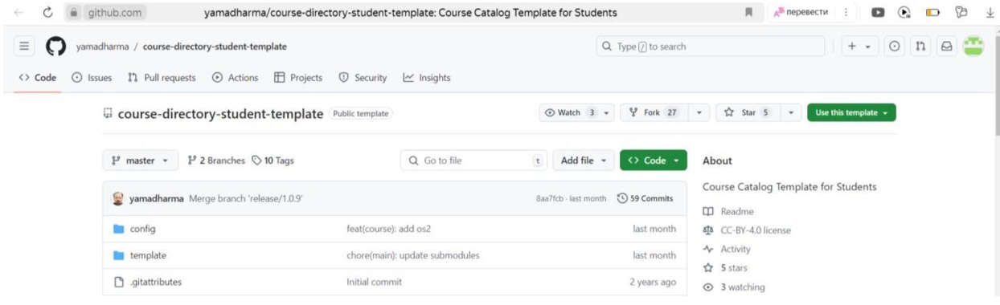 github.com yamadharma/course-directory-student-template: Course Catalog Template for Students перевести
yamadharma / course-directory-student-template Type / to search
Code Issues Pull requests Actions Projects Security Insights
course-directory-student-template Public template Watch 3 Fork 27 Star 5 Use this template
master 2 Branches 10 Tags Go to file t Add file Code About
Course Catalog Template for Students
yamadharma Merge branch 'release/1.0.9' 8aa7fcb · last month 59 Commits
Readme
config feat(course): add os2 last month
CC-BY-4.0 license
Activity
template chore(main): update submodules last month
5 stars
.gitattributes Initial commit 2 years ago
3 watching